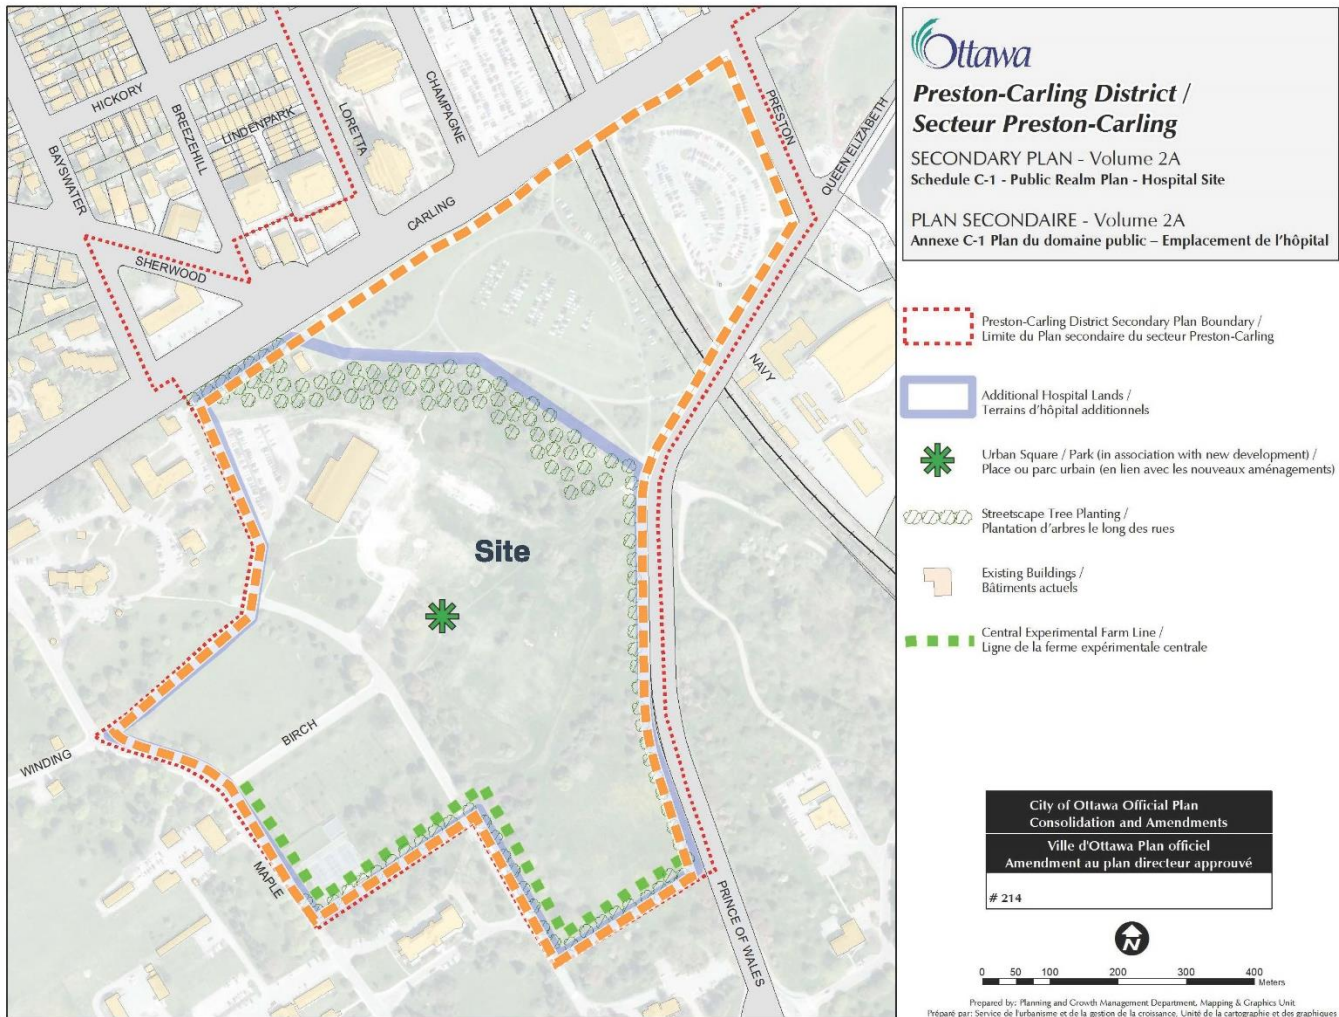 HICKORY
BREEZEHILL
LINDENPARK
BAYSWATER
LORETTA
CHAMPAGNE
PRESTON
QUEEN ELIZABETH
CARLING
SHERWOOD
NAVY
Site
BIRCH
WINDING
MAPLE
PRINCE OF WALES
Ottawa
Preston-Carling District /
Secteur Preston-Carling
SECONDARY PLAN - Volume 2A
Schedule C-1 - Public Realm Plan - Hospital Site
PLAN SECONDAIRE - Volume 2A
Annexe C-1 Plan du domaine public – Emplacement de l'hôpital
Preston-Carling District Secondary Plan Boundary /
Limite du Plan secondaire du secteur Preston-Carling
Additional Hospital Lands /
Terrains d'hôpital additionnels
Urban Square / Park (in association with new development) /
Place ou parc urbain (en lien avec les nouveaux aménagements)
Streetscape Tree Planting /
Plantation d'arbres le long des rues
Existing Buildings /
Bâtiments actuels
Central Experimental Farm Line /
Ligne de la ferme expérimentale centrale
City of Ottawa Official Plan
Consolidation and Amendments
Ville d'Ottawa Plan officiel
Amendment au plan directeur approuvé
# 214
N
0 50 100 200 300 400
Meters
Prepared by: Planning and Growth Management Department, Mapping & Graphics Unit
Préparé par: Service de l'urbanisme et de la gestion de la croissance, Unité de la cartographie et des graphiques